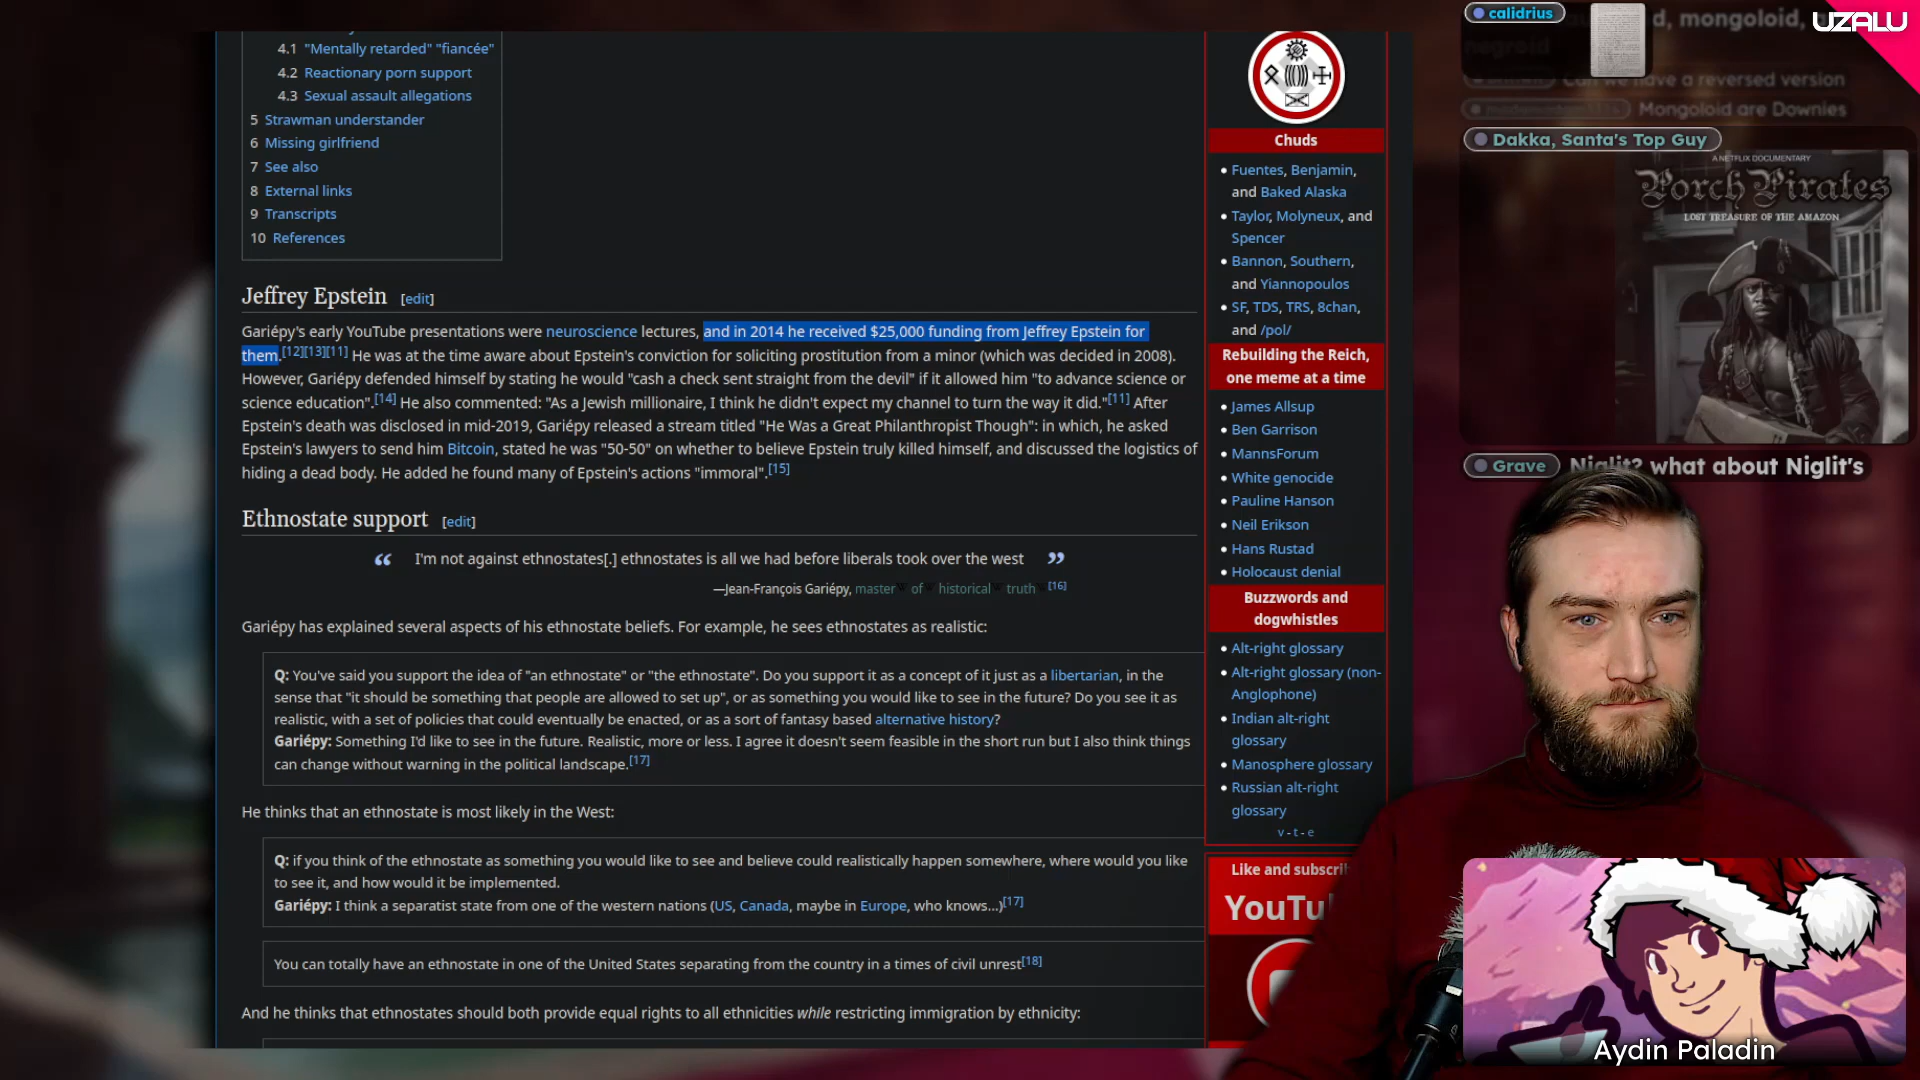 4.1 "Mentally retarded" "fiancée"
4.2 Reactionary porn support
4.3 Sexual assault allegations
5 Strawman understander
6 Missing girlfriend
7 See also
8 External links
9 Transcripts
10 References
Jeffrey Epstein [edit]
Gariépy's early YouTube presentations were neuroscience lectures, and in 2014 he received $25,000 funding from Jeffrey Epstein for
them.[12][13][11] He was at the time aware about Epstein's conviction for soliciting prostitution from a minor (which was decided in 2008).
However, Gariépy defended himself by stating he would "cash a check sent straight from the devil" if it allowed him "to advance science or
science education".[14] He also commented: "As a Jewish millionaire, I think he didn't expect my channel to turn the way it did."[11] After
Epstein's death was disclosed in mid-2019, Gariépy released a stream titled "He Was a Great Philanthropist Though": in which, he asked
Epstein's lawyers to send him Bitcoin, stated he was "50-50" on whether to believe Epstein truly killed himself, and discussed the logistics of
hiding a dead body. He added he found many of Epstein's actions "immoral".[15]
Ethnostate support [edit]
“ I'm not against ethnostates[.] ethnostates is all we had before liberals took over the west ”
—Jean-François Gariépy, master of historical truth [16]
Gariépy has explained several aspects of his ethnostate beliefs. For example, he sees ethnostates as realistic:
Q: You've said you support the idea of "an ethnostate" or "the ethnostate". Do you support it as a concept of it just as a libertarian, in the
sense that "it should be something that people are allowed to set up", or as something you would like to see in the future? Do you see it as
realistic, with a set of policies that could eventually be enacted, or as a sort of fantasy based alternative history?
Gariépy: Something I'd like to see in the future. Realistic, more or less. I agree it doesn't seem feasible in the short run but I also think things
can change without warning in the political landscape.[17]
He thinks that an ethnostate is most likely in the West:
Q: if you think of the ethnostate as something you would like to see and believe could realistically happen somewhere, where would you like
to see it, and how would it be implemented.
Gariépy: I think a separatist state from one of the western nations (US, Canada, maybe in Europe, who knows...)[17]
You can totally have an ethnostate in one of the United States separating from the country in a times of civil unrest[18]
And he thinks that ethnostates should both provide equal rights to all ethnicities while restricting immigration by ethnicity:
Chuds
• Fuentes, Benjamin,
and Baked Alaska
• Taylor, Molyneux, and
Spencer
• Bannon, Southern,
and Yiannopoulos
• SF, TDS, TRS, 8chan,
and /pol/
Rebuilding the Reich,
one meme at a time
• James Allsup
• Ben Garrison
• MannsForum
• White genocide
• Pauline Hanson
• Neil Erikson
• Hans Rustad
• Holocaust denial
Buzzwords and
dogwhistles
• Alt-right glossary
• Alt-right glossary (non-
Anglophone)
• Indian alt-right
glossary
• Manosphere glossary
• Russian alt-right
glossary
v - t - e
Like and subscri
YouTu
calidrius
d, mongoloid,
negroid
UZALU
Can we have a reversed version
Mongoloid are Downies
Dakka, Santa's Top Guy
A NETFLIX DOCUMENTARY
Porch Pirates
LOST TREASURE OF THE AMAZON
Grave Niglit? what about Niglit's
Aydin Paladin